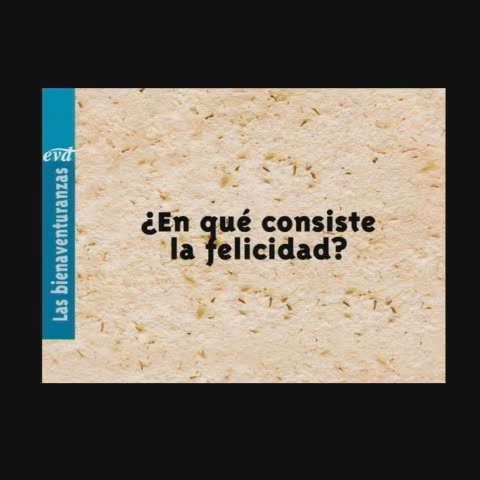 ¿En qué consiste
la felicidad?
evd
Las bienaventuranzas